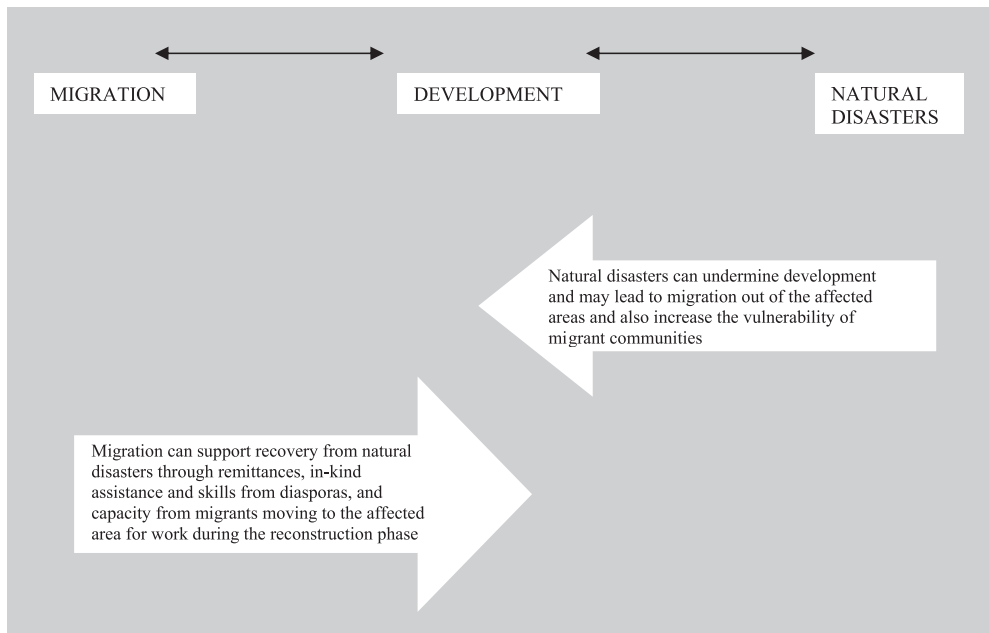 MIGRATION
DEVELOPMENT
NATURAL
DISASTERS
Natural disasters can undermine development
and may lead to migration out of the affected
areas and also increase the vulnerability of
migrant communities
Migration can support recovery from natural
disasters through remittances, in-kind
assistance and skills from diasporas, and
capacity from migrants moving to the affected
area for work during the reconstruction phase